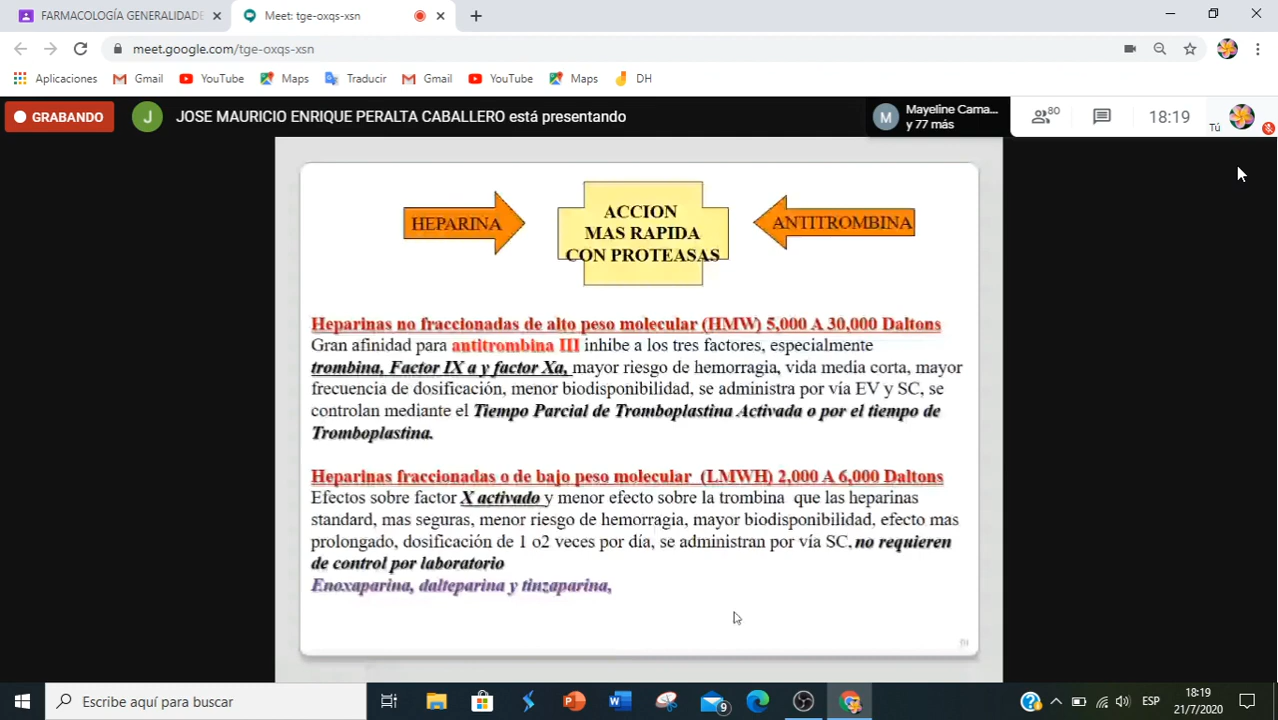 FARMACOLOGÍA GENERALIDADE
Meet: tge-oxqs-xsn
meet.google.com/tge-oxqs-xsn
Aplicaciones
Gmail
YouTube
Maps
Traducir
Gmail
YouTube
Maps
DH
GRABANDO
J
JOSE MAURICIO ENRIQUE PERALTA CABALLERO está presentando
M
Mayeline Cama...
y 77 más
80
18:19
Tú
HEPARINA
ACCION
MAS RAPIDA
CON PROTEASAS
ANTITROMBINA
Heparinas no fraccionadas de alto peso molecular (HMW) 5,000 A 30,000 Daltons
Gran afinidad para antitrombina III inhibe a los tres factores, especialmente
trombina, Factor IX a y factor Xa, mayor riesgo de hemorragia, vida media corta, mayor
frecuencia de dosificación, menor biodisponibilidad, se administra por vía EV y SC, se
controlan mediante el Tiempo Parcial de Tromboplastina Activada o por el tiempo de
Tromboplastina.
Heparinas fraccionadas o de bajo peso molecular (LMWH) 2,000 A 6,000 Daltons
Efectos sobre factor X activado y menor efecto sobre la trombina que las heparinas
standard, mas seguras, menor riesgo de hemorragia, mayor biodisponibilidad, efecto mas
prolongado, dosificación de 1 o2 veces por día, se administran por vía SC, no requieren
de control por laboratorio
Enoxaparina, dalteparina y tinzaparina,
Escribe aquí para buscar
9
ESP
18:19
21/7/2020